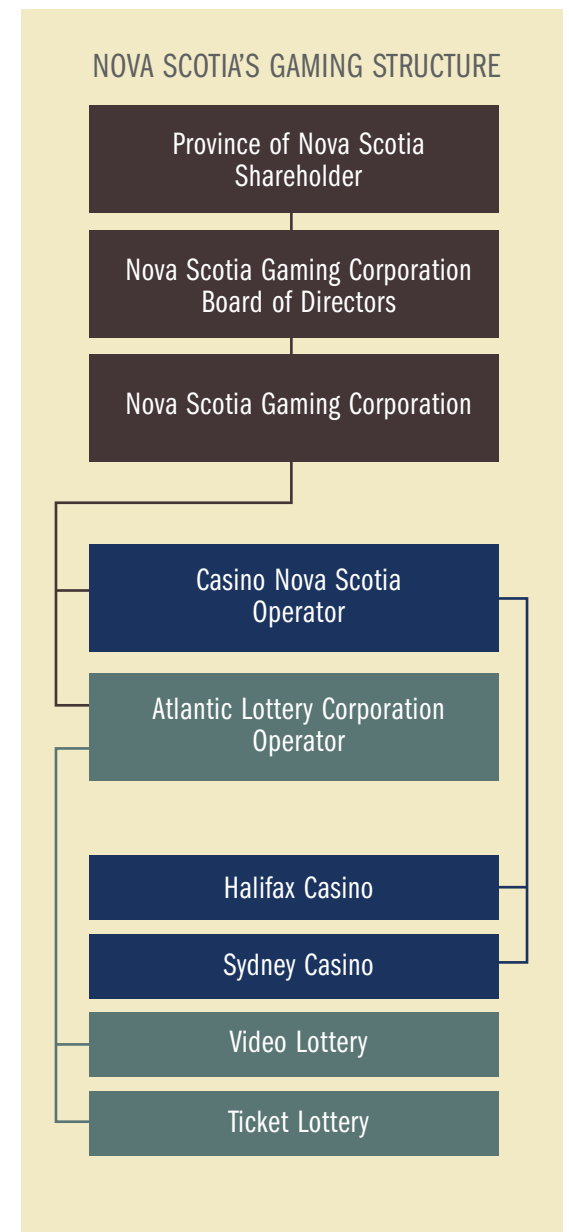 NOVA SCOTIA'S GAMING STRUCTURE
Province of Nova Scotia
Shareholder
Nova Scotia Gaming Corporation
Board of Directors
Nova Scotia Gaming Corporation
Casino Nova Scotia
Operator
Atlantic Lottery Corporation
Operator
Halifax Casino
Sydney Casino
Video Lottery
Ticket Lottery